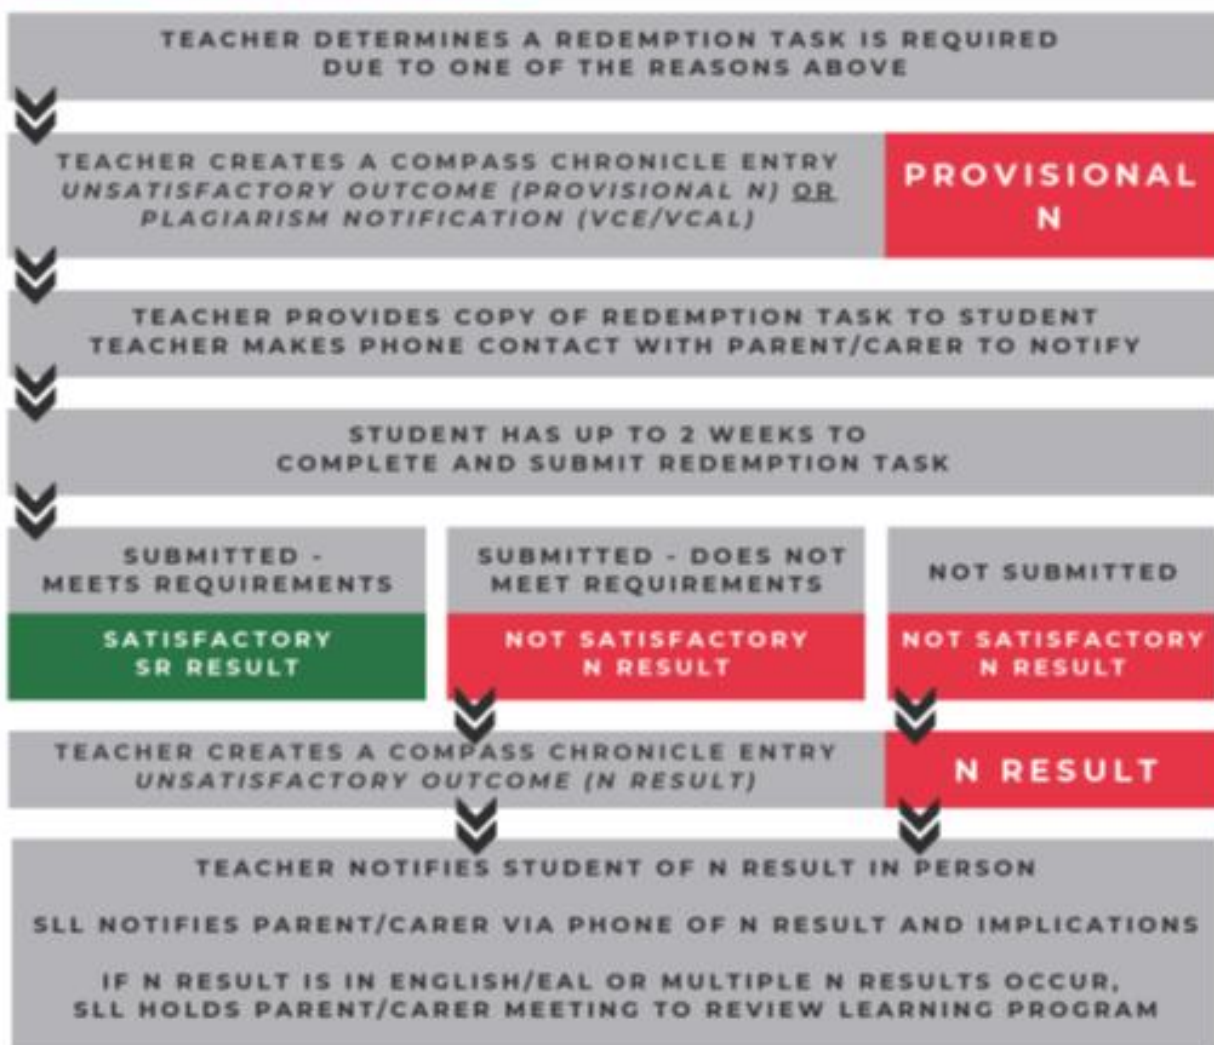 TEACHER DETERMINES A REDEMPTION TASK IS REQUIRED
DUE TO ONE OF THE REASONS ABOVE
TEACHER CREATES A COMPASS CHRONICLE ENTRY
UNSATISFACTORY OUTCOME (PROVISIONAL N) OR
PLAGIARISM NOTIFICATION (VCE/VCAL)
PROVISIONAL
N
TEACHER PROVIDES COPY OF REDEMPTION TASK TO STUDENT
TEACHER MAKES PHONE CONTACT WITH PARENT/CARER TO NOTIFY
STUDENT HAS UP TO 2 WEEKS TO
COMPLETE AND SUBMIT REDEMPTION TASK
SUBMITTED -
MEETS REQUIREMENTS
SATISFACTORY
SR RESULT
SUBMITTED - DOES NOT
MEET REQUIREMENTS
NOT SATISFACTORY
N RESULT
NOT SUBMITTED
NOT SATISFACTORY
N RESULT
TEACHER CREATES A COMPASS CHRONICLE ENTRY
UNSATISFACTORY OUTCOME (N RESULT)
N RESULT
TEACHER NOTIFIES STUDENT OF N RESULT IN PERSON
SLL NOTIFIES PARENT/CARER VIA PHONE OF N RESULT AND IMPLICATIONS
IF N RESULT IS IN ENGLISH/EAL OR MULTIPLE N RESULTS OCCUR,
SLL HOLDS PARENT/CARER MEETING TO REVIEW LEARNING PROGRAM